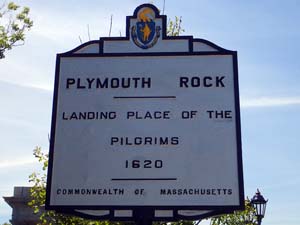 PLYMOUTH ROCK
LANDING PLACE OF THE
PILGRIMS
1620
COMMONWEALTH OF MASSACHUSETTS